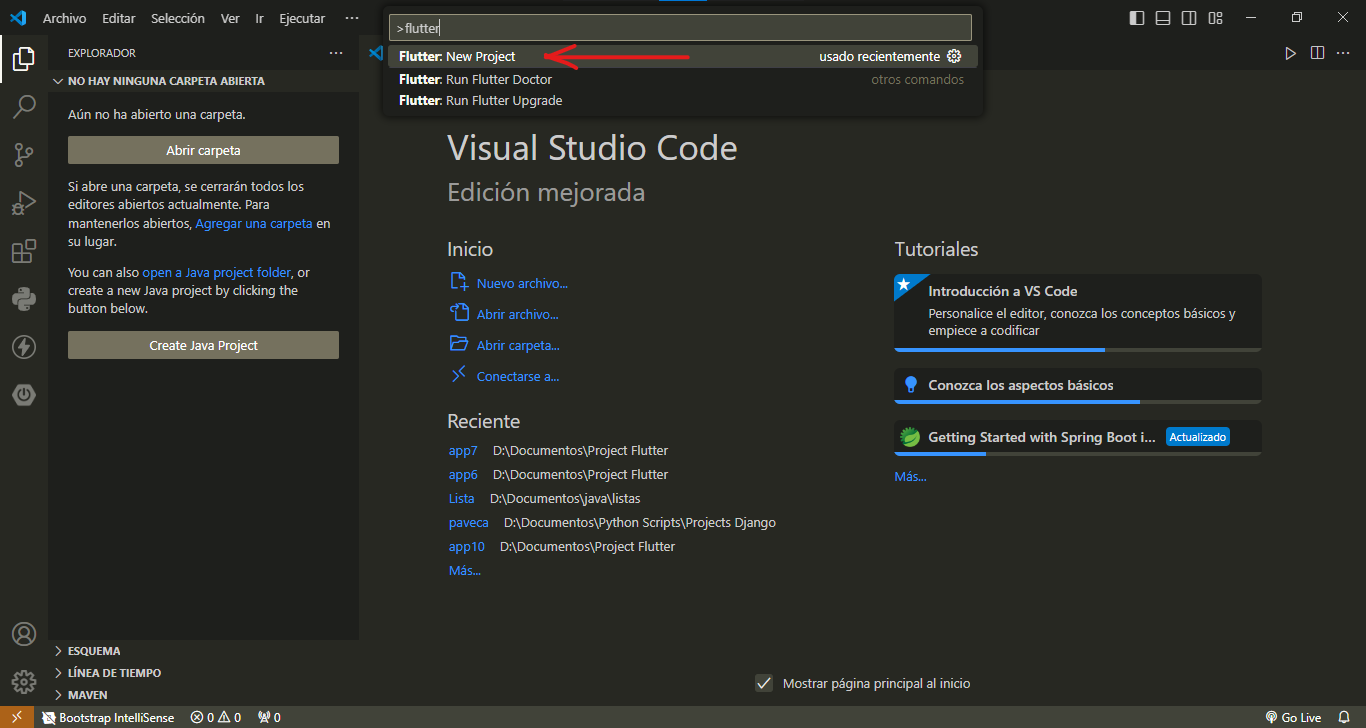 Archivo Editar Selección Ver Ir Ejecutar ···
>flutter
Flutter: New Project usado recientemente
Flutter: Run Flutter Doctor otros comandos
Flutter: Run Flutter Upgrade
EXPLORADOR ···
NO HAY NINGUNA CARPETA ABIERTA
Aún no ha abierto una carpeta.
Abrir carpeta
Si abre una carpeta, se cerrarán todos los
editores abiertos actualmente. Para
mantenerlos abiertos, Agregar una carpeta en
su lugar.
You can also open a Java project folder, or
create a new Java project by clicking the
button below.
Create Java Project
ESQUEMA
LÍNEA DE TIEMPO
MAVEN
Visual Studio Code
Edición mejorada
Inicio
Nuevo archivo...
Abrir archivo...
Abrir carpeta...
Conectarse a...
Reciente
app7 D:\Documentos\Project Flutter
app6 D:\Documentos\Project Flutter
Lista D:\Documentos\java\listas
paveca D:\Documentos\Python Scripts\Projects Django
app10 D:\Documentos\Project Flutter
Más...
Tutoriales
Introducción a VS Code
Personalice el editor, conozca los conceptos básicos y
empiece a codificar
Conozca los aspectos básicos
Getting Started with Spring Boot i... Actualizado
Más...
Mostrar página principal al inicio
Bootstrap IntelliSense 0 0 0 Go Live